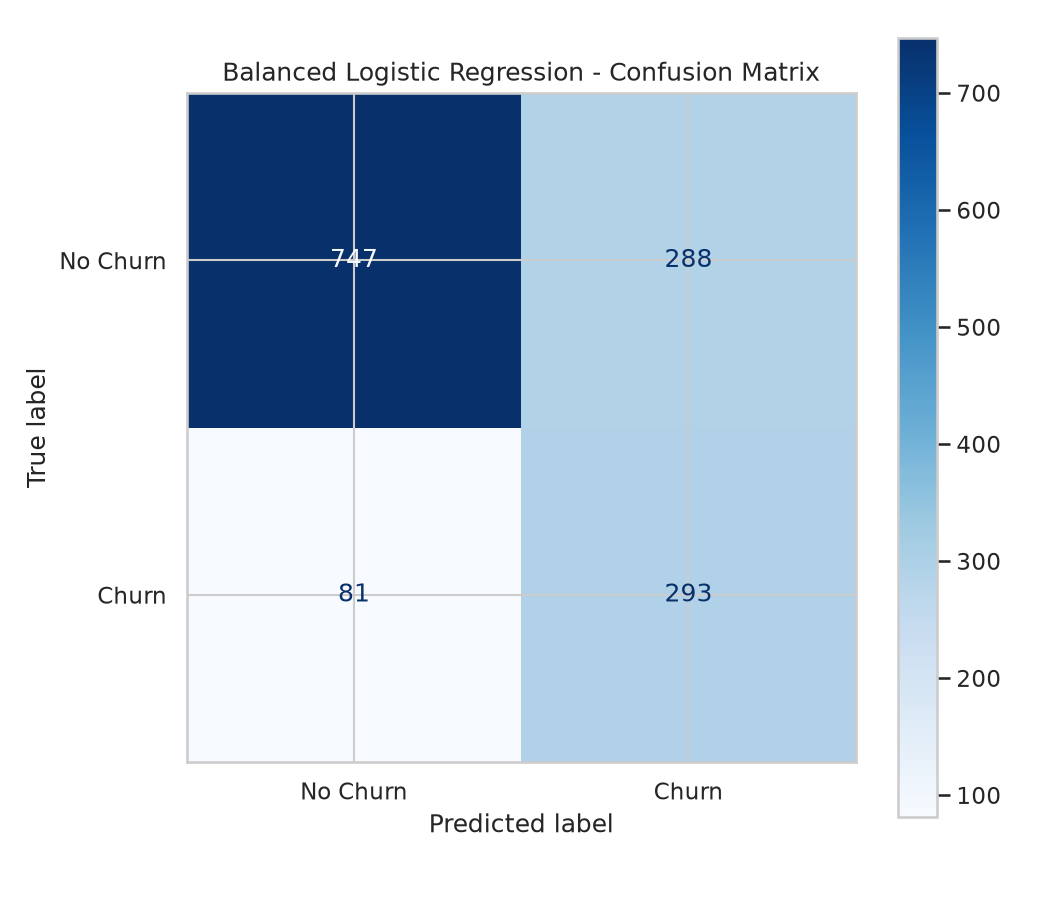 Balanced Logistic Regression - Confusion Matrix
No Churn
747
288
Churn
81
293
True label
No Churn
Churn
Predicted label
700
600
500
400
300
200
100